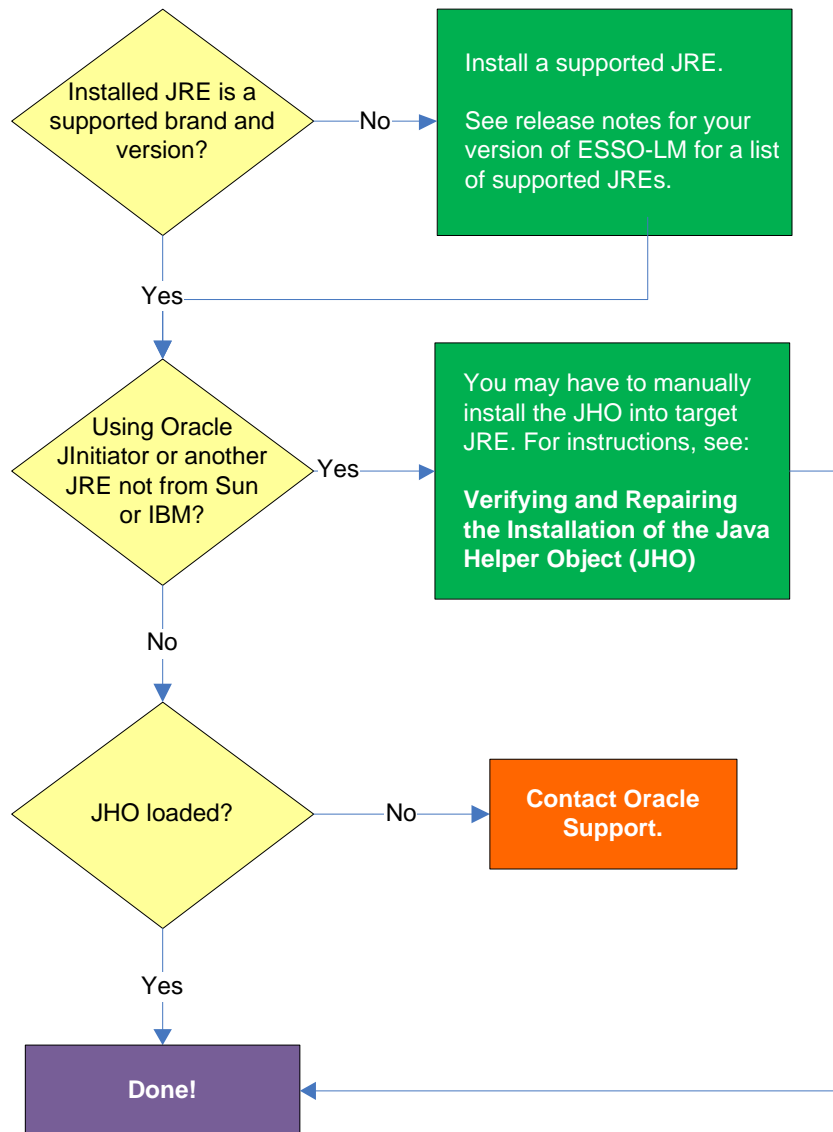 Installed JRE is a
supported brand and
version?
No
Install a supported JRE.
See release notes for your
version of ESSO-LM for a list
of supported JREs.
Yes
Using Oracle
JInitiator or another
JRE not from Sun
or IBM?
Yes
You may have to manually
install the JHO into target
JRE. For instructions, see:
Verifying and Repairing
the Installation of the Java
Helper Object (JHO)
No
JHO loaded?
No
Contact Oracle
Support.
Yes
Done!